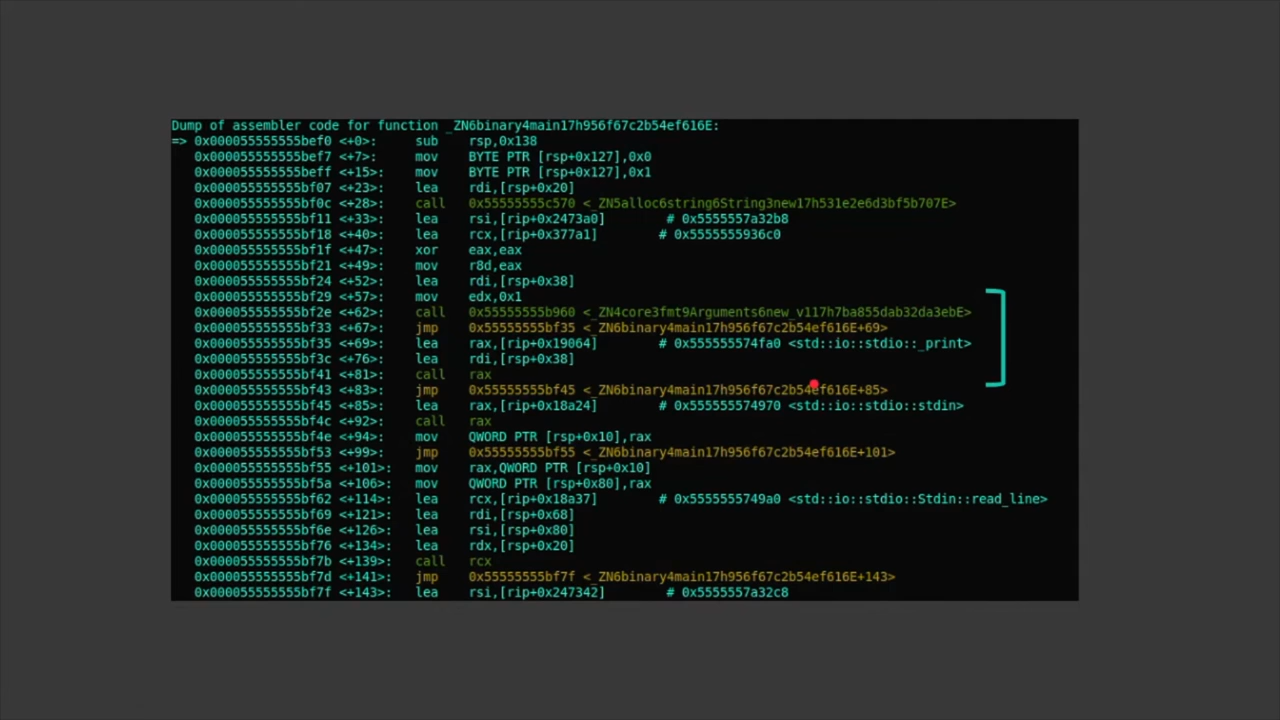 Dump of assembler code for function _ZN6binary4main17h956f67c2b54ef616E:
=> 0x000055555555bef0 <+0>: sub rsp,0x138
0x000055555555bef7 <+7>: mov BYTE PTR [rsp+0x127],0x0
0x000055555555beff <+15>: mov BYTE PTR [rsp+0x127],0x1
0x000055555555bf07 <+23>: lea rdi,[rsp+0x20]
0x000055555555bf0c <+28>: call 0x55555555c570 <_ZN5alloc6string6String3new17h531e2e6d3bf5b707E>
0x000055555555bf11 <+33>: lea rsi,[rip+0x2473a0] # 0x5555557a32b8
0x000055555555bf18 <+40>: lea rcx,[rip+0x377a1] # 0x5555555936c0
0x000055555555bf1f <+47>: xor eax,eax
0x000055555555bf21 <+49>: mov r8d,eax
0x000055555555bf24 <+52>: lea rdi,[rsp+0x38]
0x000055555555bf29 <+57>: mov edx,0x1
0x000055555555bf2e <+62>: call 0x55555555b960 <_ZN4core3fmt9Arguments6new_v117h7ba855dab32da3ebE>
0x000055555555bf33 <+67>: jmp 0x55555555bf35 <_ZN6binary4main17h956f67c2b54ef616E+69>
0x000055555555bf35 <+69>: lea rax,[rip+0x19064] # 0x555555574fa0 <std::io::stdio::_print>
0x000055555555bf3c <+76>: lea rdi,[rsp+0x38]
0x000055555555bf41 <+81>: call rax
0x000055555555bf43 <+83>: jmp 0x55555555bf45 <_ZN6binary4main17h956f67c2b54ef616E+85>
0x000055555555bf45 <+85>: lea rax,[rip+0x18a24] # 0x555555574970 <std::io::stdio::stdin>
0x000055555555bf4c <+92>: call rax
0x000055555555bf4e <+94>: mov QWORD PTR [rsp+0x10],rax
0x000055555555bf53 <+99>: jmp 0x55555555bf55 <_ZN6binary4main17h956f67c2b54ef616E+101>
0x000055555555bf55 <+101>: mov rax,QWORD PTR [rsp+0x10]
0x000055555555bf5a <+106>: mov QWORD PTR [rsp+0x80],rax
0x000055555555bf62 <+114>: lea rcx,[rip+0x18a37] # 0x5555555749a0 <std::io::stdio::Stdin::read_line>
0x000055555555bf69 <+121>: lea rdi,[rsp+0x68]
0x000055555555bf6e <+126>: lea rsi,[rsp+0x80]
0x000055555555bf76 <+134>: lea rdx,[rsp+0x20]
0x000055555555bf7b <+139>: call rcx
0x000055555555bf7d <+141>: jmp 0x55555555bf7f <_ZN6binary4main17h956f67c2b54ef616E+143>
0x000055555555bf7f <+143>: lea rsi,[rip+0x247342] # 0x5555557a32c8